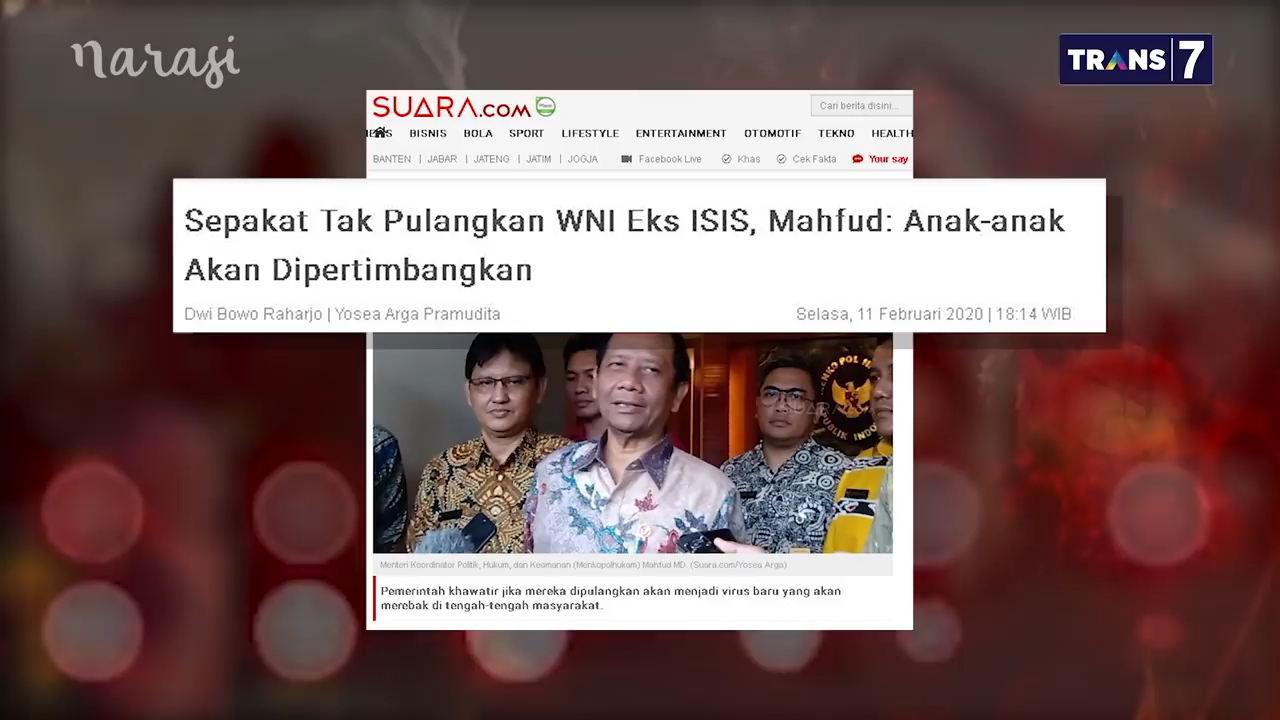 narasi
TRANS 7
SUARA.COM
Cari berita disini...
BISNIS BOLA SPORT LIFESTYLE ENTERTAINMENT OTOMOTIF TEKNO HEALTH
BANTEN | JABAR | JATENG | JATIM | JOGJA Facebook Live Khas Cek Fakta Your say
Sepakat Tak Pulangkan WNI Eks ISIS, Mahfud: Anak-anak
Akan Dipertimbangkan
Dwi Bowo Raharjo | Yosea Arga Pramudita Selasa, 11 Februari 2020 | 18:14 WIB
Menteri Koordinator Politik, Hukum, dan Keamanan (Menkopolhukam) Mahfud MD. (Suara.com/Yosea Arga)
Pemerintah khawatir jika mereka dipulangkan akan menjadi virus baru yang akan
merebak di tengah-tengah masyarakat.